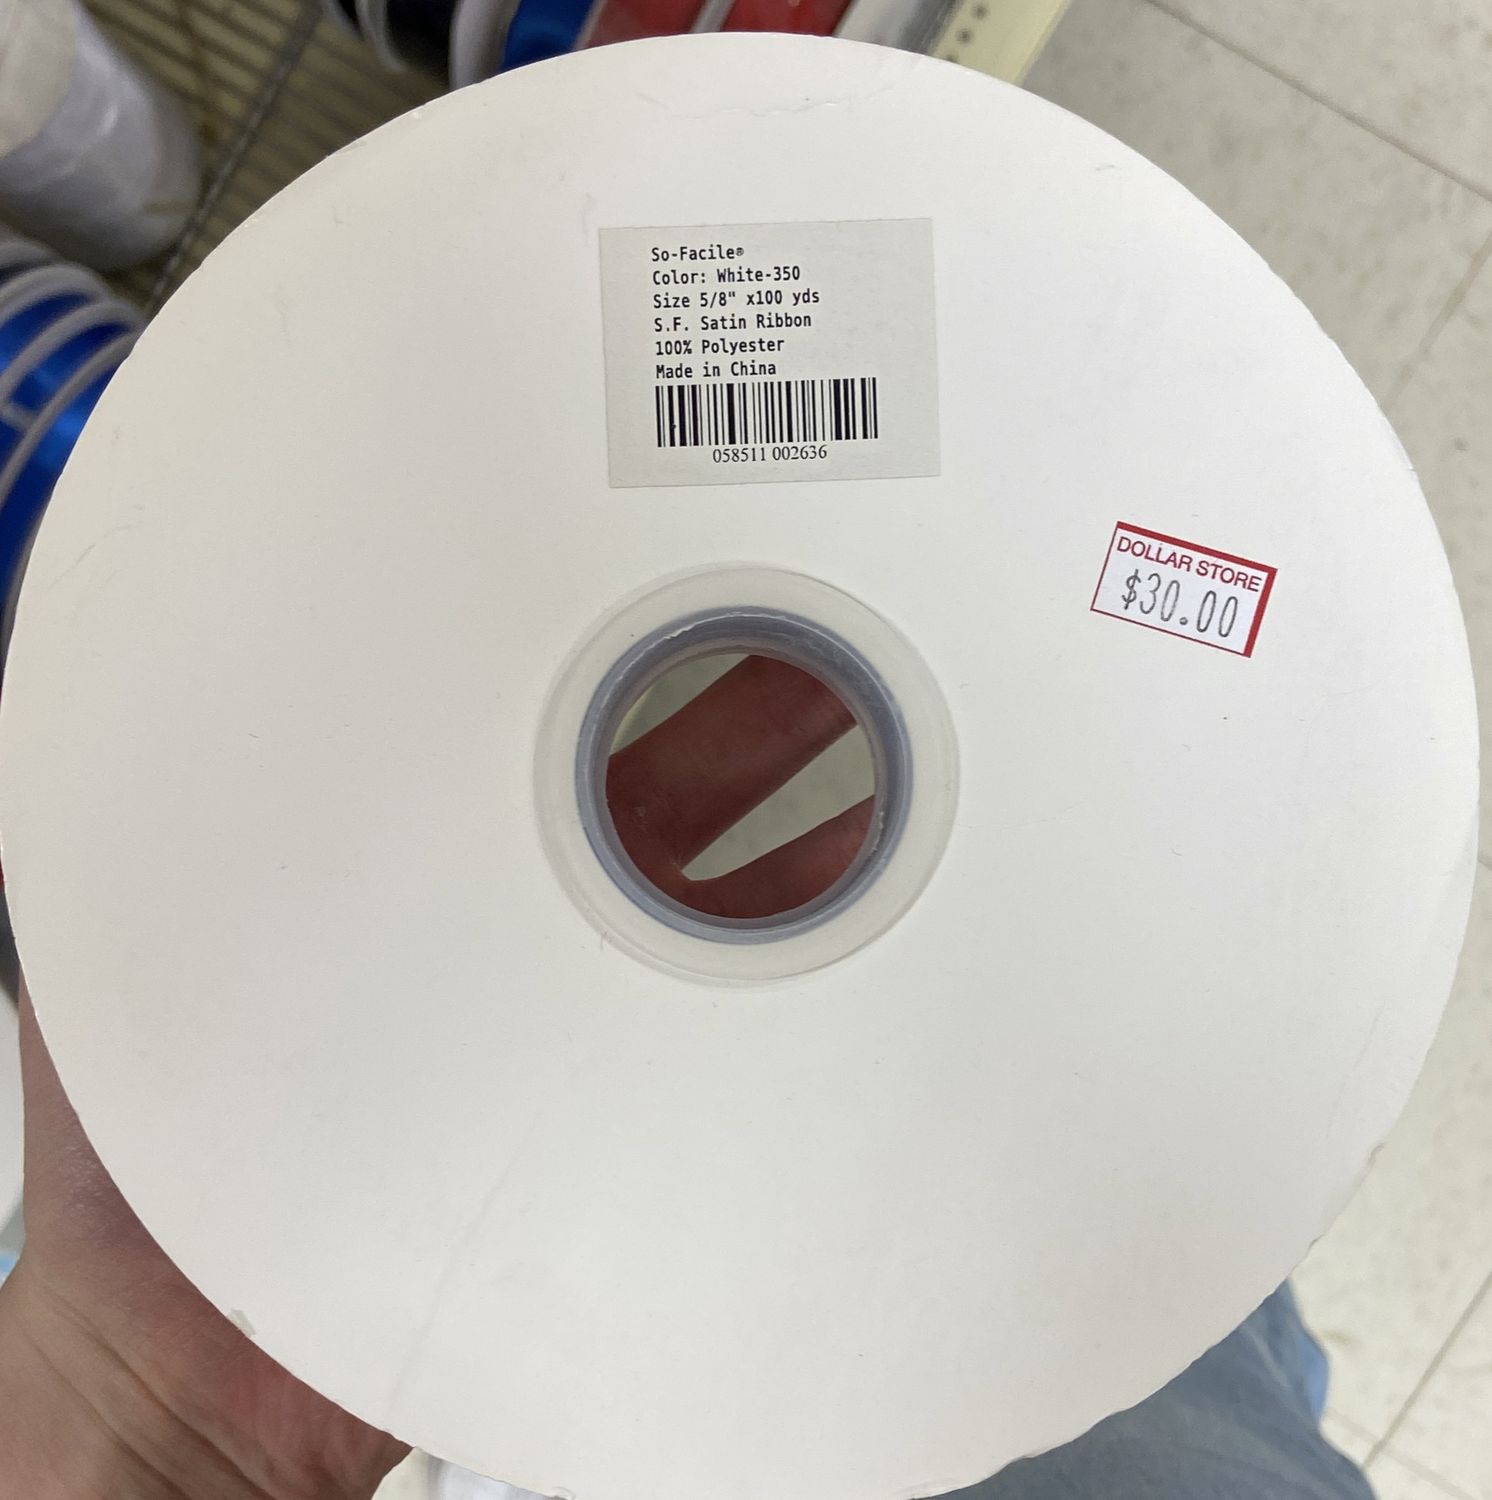 So-Facile®
Color: White-350
Size 5/8" x100 yds
S.F. Satin Ribbon
100% Polyester
Made in China
058511 002636
DOLLAR STORE
$30.00